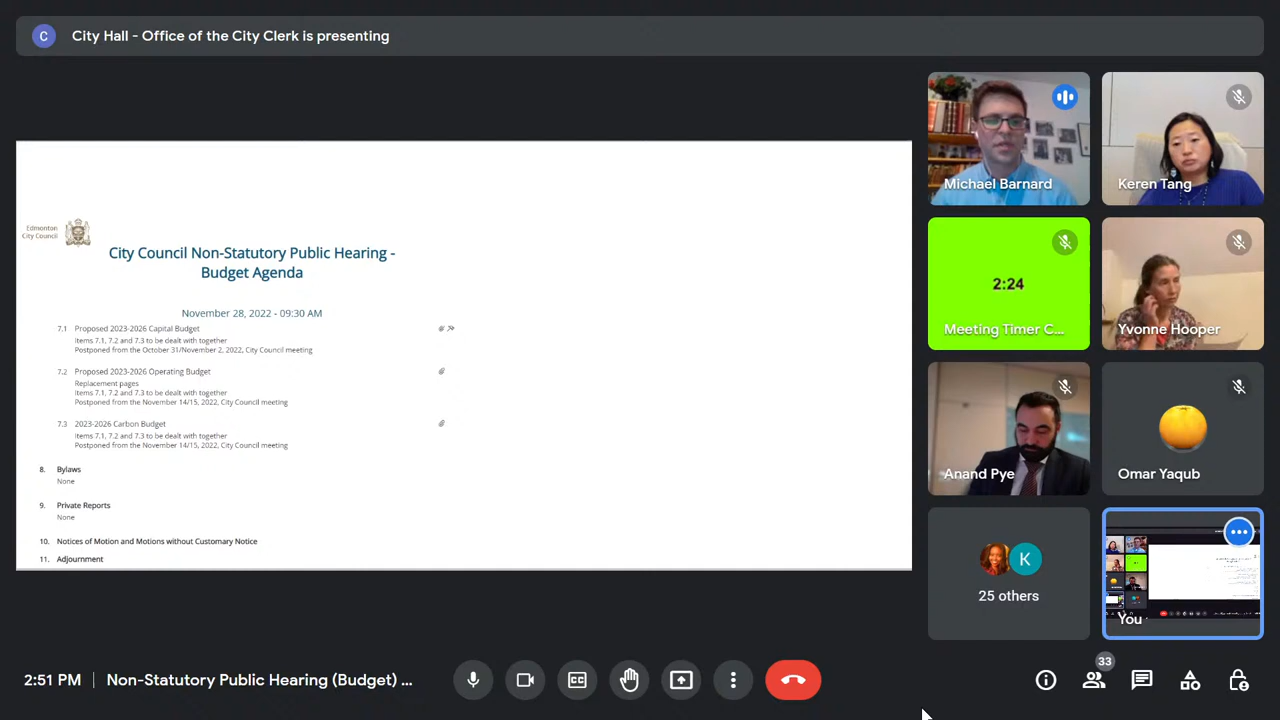 C
City Hall - Office of the City Clerk is presenting
Edmonton
City Council
City Council Non-Statutory Public Hearing -
Budget Agenda
November 28, 2022 - 09:30 AM
7.1 Proposed 2023-2026 Capital Budget
Items 7.1, 7.2 and 7.3 to be dealt with together
Postponed from the October 31/November 2, 2022, City Council meeting
7.2 Proposed 2023-2026 Operating Budget
Replacement pages
Items 7.1, 7.2 and 7.3 to be dealt with together
Postponed from the November 14/15, 2022, City Council meeting
7.3 2023-2026 Carbon Budget
Items 7.1, 7.2 and 7.3 to be dealt with together
Postponed from the November 14/15, 2022, City Council meeting
8. Bylaws
None
9. Private Reports
None
10. Notices of Motion and Motions without Customary Notice
11. Adjournment
Michael Barnard
Keren Tang
2:24
Meeting Timer C...
Yvonne Hooper
Anand Pye
Omar Yaqub
K
25 others
You
2:51 PM | Non-Statutory Public Hearing (Budget) ...
CC
33